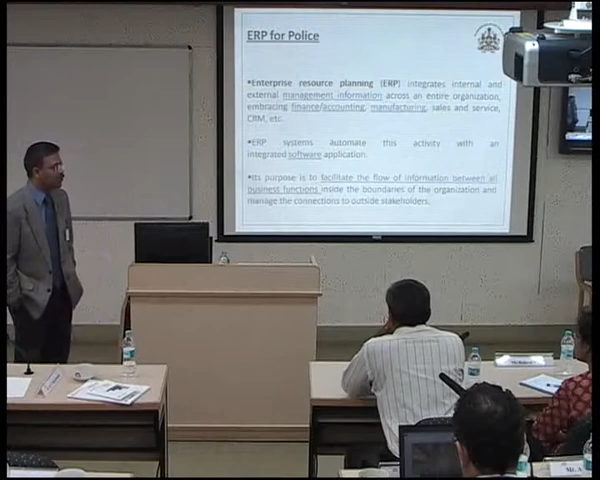 ERP for Police
•Enterprise resource planning (ERP) integrates internal and
external management information across an entire organization,
embracing finance/accounting, manufacturing, sales and service,
CRM, etc.
•ERP systems automate this activity with an
integrated software application.
•Its purpose is to facilitate the flow of information between all
business functions inside the boundaries of the organization and
manage the connections to outside stakeholders.